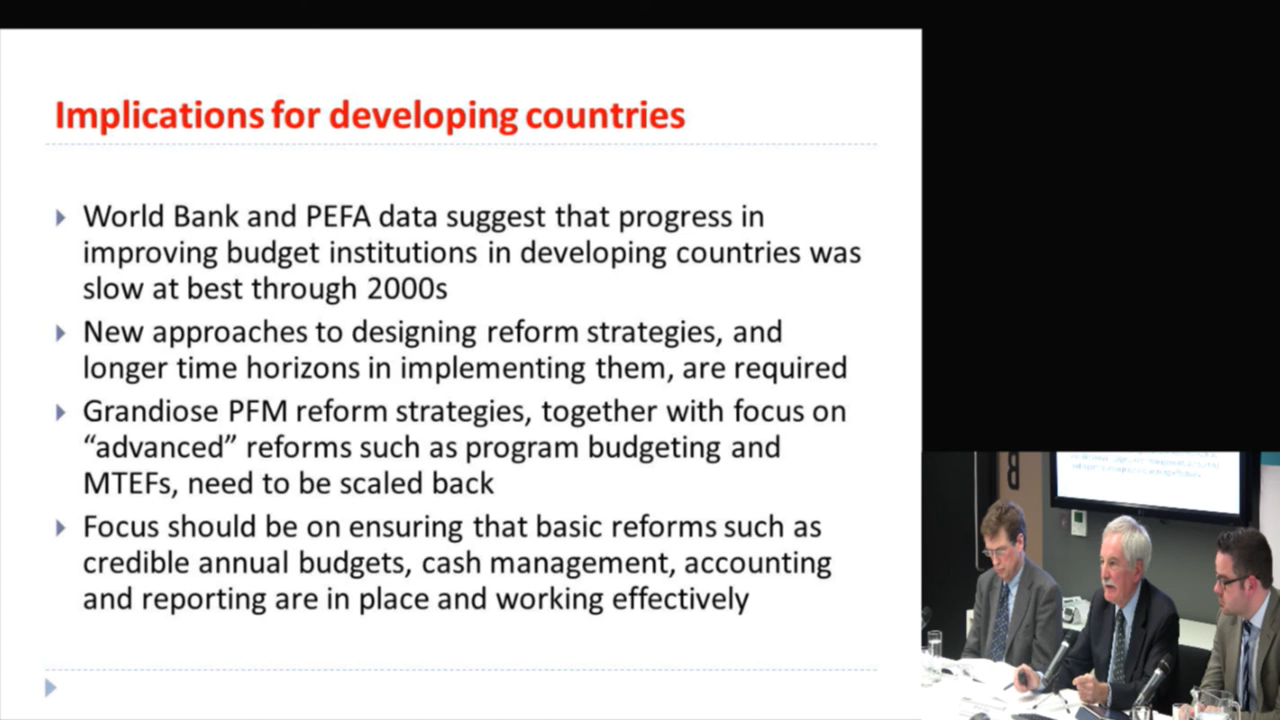 Implications for developing countries
World Bank and PEFA data suggest that progress in
improving budget institutions in developing countries was
slow at best through 2000s
New approaches to designing reform strategies, and
longer time horizons in implementing them, are required
Grandiose PFM reform strategies, together with focus on
“advanced” reforms such as program budgeting and
MTEFs, need to be scaled back
Focus should be on ensuring that basic reforms such as
credible annual budgets, cash management, accounting
and reporting are in place and working effectively